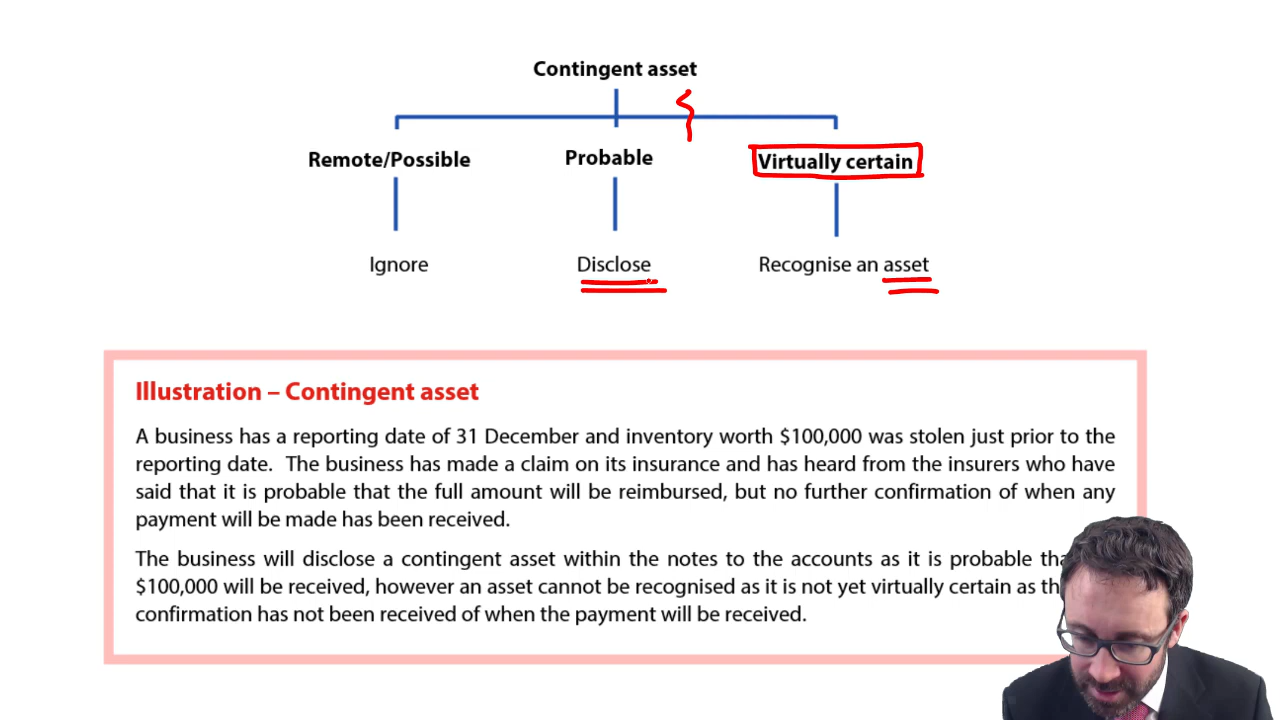 Contingent asset
Remote/Possible Probable Virtually certain
Ignore Disclose Recognise an asset
Illustration – Contingent asset
A business has a reporting date of 31 December and inventory worth $100,000 was stolen just prior to the
reporting date. The business has made a claim on its insurance and has heard from the insurers who have
said that it is probable that the full amount will be reimbursed, but no further confirmation of when any
payment will be made has been received.
The business will disclose a contingent asset within the notes to the accounts as it is probable
$100,000 will be received, however an asset cannot be recognised as it is not yet virtually certain as
confirmation has not been received of when the payment will be received.